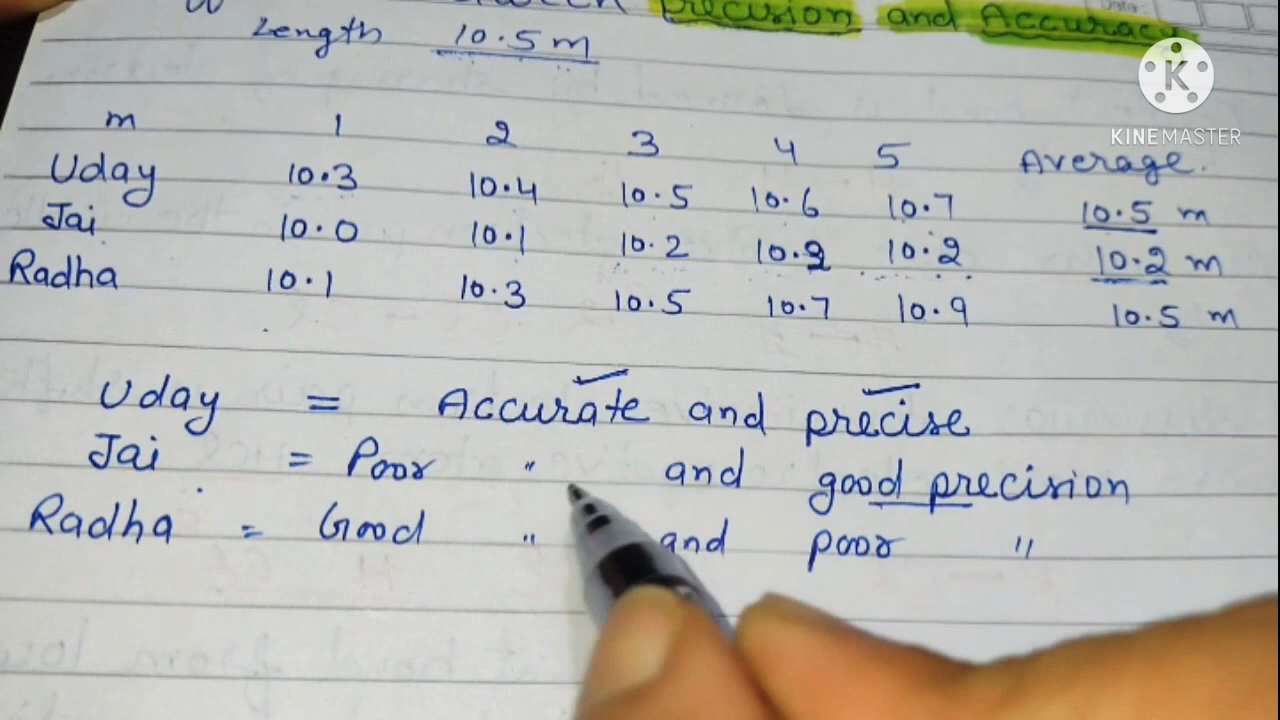 precision and Accuracy
Length 10.5 m
KINEMASTER
m 1 2 3 4 5 Average.
Uday 10.3 10.4 10.5 10.6 10.7 10.5 m
Jai 10.0 10.1 10.2 10.2 10.2 10.2 m
Radha 10.1 10.3 10.5 10.7 10.9 10.5 m
Uday = Accurate and precise
Jai = Poor " and good precision
Radha = Good " and poor "